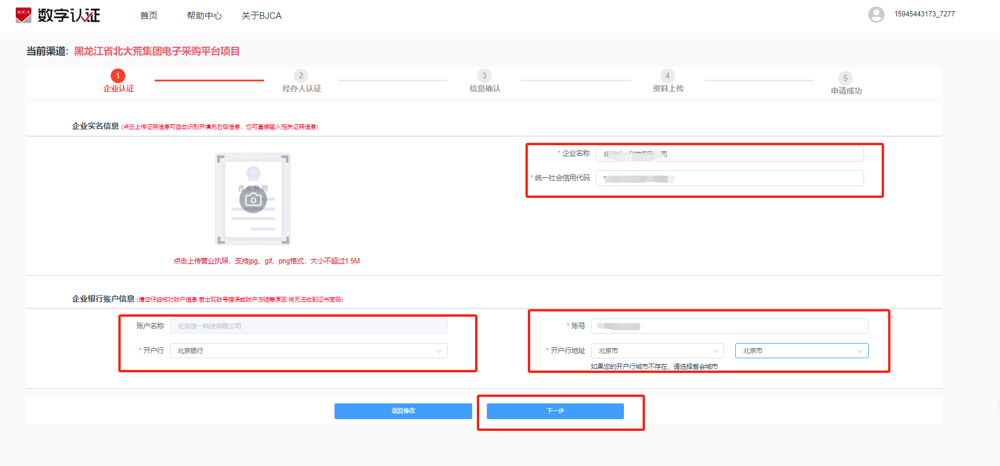 BJCA 数字认证 首页 帮助中心 关于BJCA 15945443173_7277
当前渠道: 黑龙江省北大荒集团电子采购平台项目
1 2 3 4 5
企业认证 经办人认证 信息确认 资料上传 申请成功
企业实名信息 (点击上传证照信息可自动识别并填充右侧信息，也可直接输入相关证照信息)
* 企业名称 北
* 统一社会信用代码
营业执照
点击上传营业执照，支持jpg、gif、png格式，大小不超过1.5M
企业银行账户信息 (请您仔细核对账户信息,若出现账号错误或账户冻结等原因,将无法收到证书密码)
账户名称 北京迷一科技有限公司 * 账号
* 开户行 北京银行 * 开户行地址 北京市 北京市
如果您的开户行城市不存在，请选择省会城市
返回修改 下一步